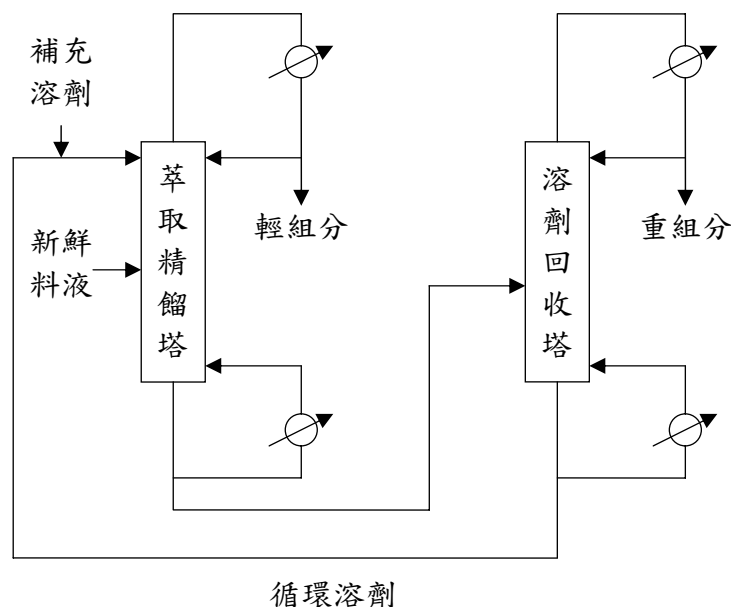 補充
溶劑
新鮮
料液
萃取精餾塔
輕組分
溶劑回收塔
重組分
循環溶劑